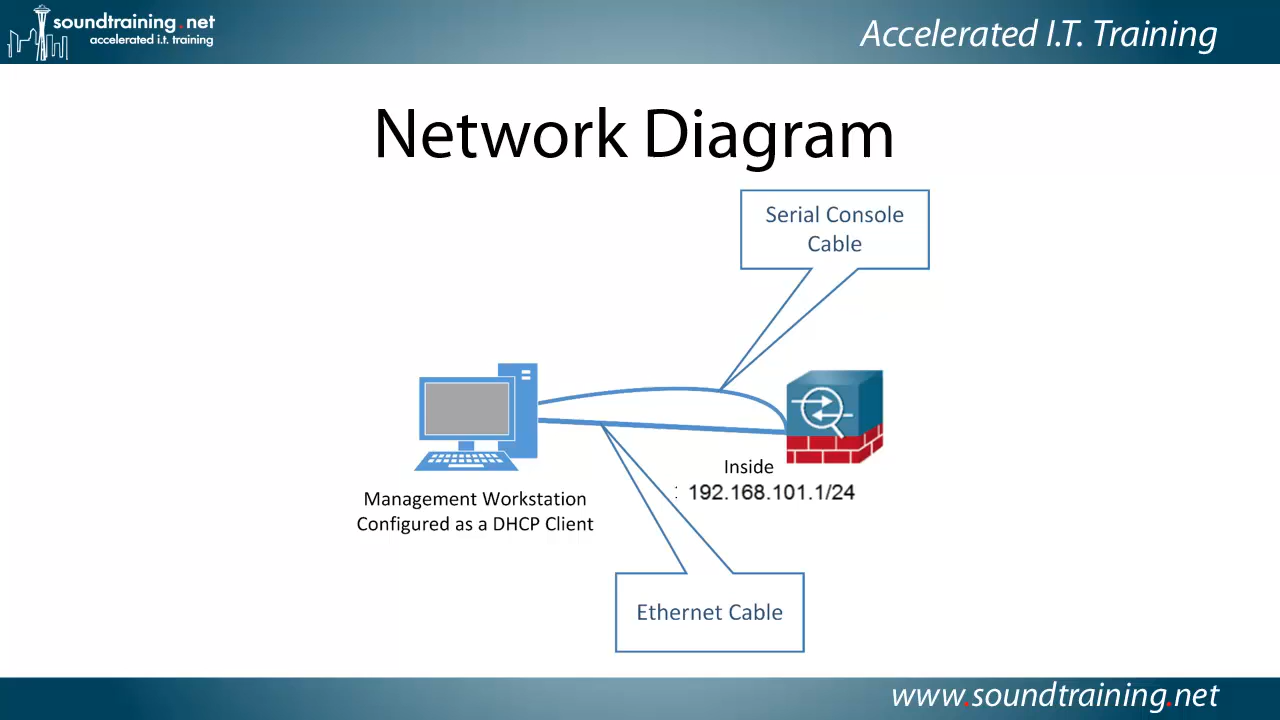 soundtraining.net
accelerated i.t. training
Accelerated I.T. Training
Network Diagram
Serial Console
Cable
Inside
: 192.168.101.1/24
Management Workstation
Configured as a DHCP Client
Ethernet Cable
www.soundtraining.net